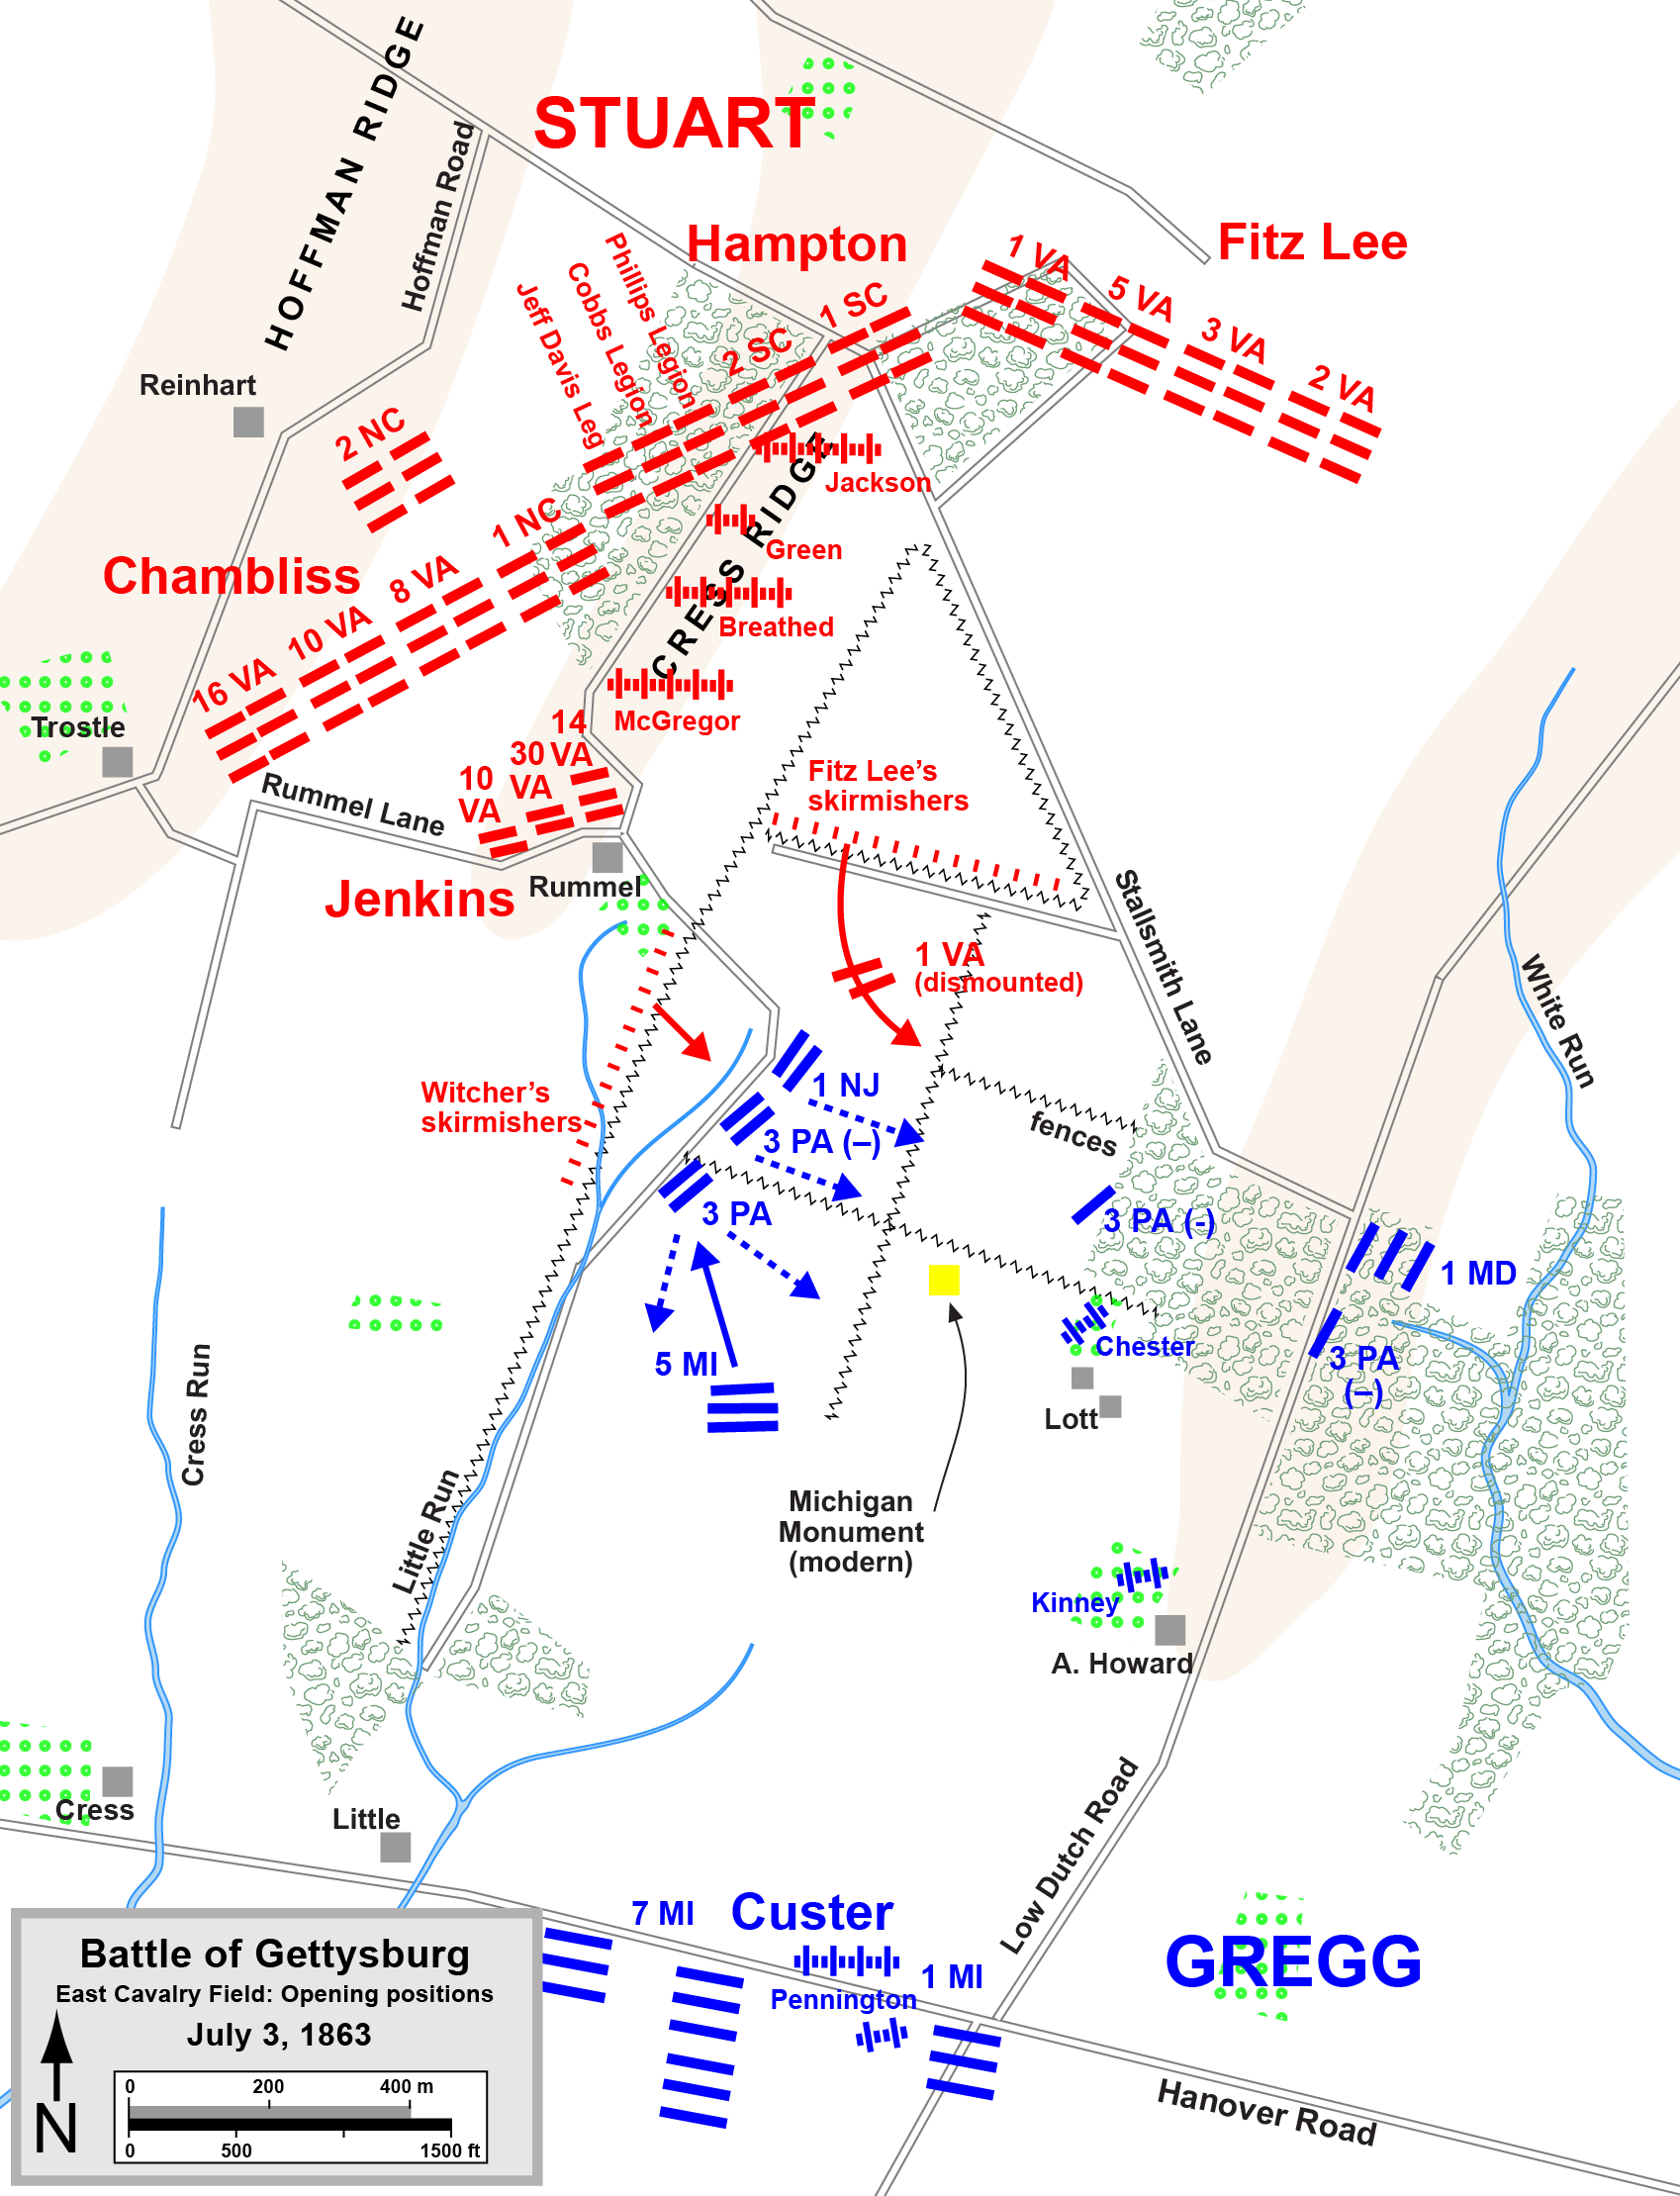 STUART
HOFFMAN RIDGE
Hoffman Road
Hampton
Fitz Lee
1 VA
5 VA
3 VA
2 VA
Phillips Legion
Cobbs Legion
Jeff Davis Leg
1 SC
2 SC
Reinhart
2 NC
Jackson
CRESS RIDGE
Green
1 NC
Chambliss
8 VA
10 VA
16 VA
Breathed
McGregor
Trostle
14
VA
30
VA
10
VA
Rummel Lane
Fitz Lee’s
skirmishers
Jenkins
Rummel
Stallsmith Lane
1 VA
(dismounted)
White Run
Witcher’s
skirmishers
1 NJ
3 PA (–)
fences
3 PA
3 PA (-)
1 MD
Chester
3 PA
(–)
5 MI
Lott
Cress Run
Little Run
Michigan
Monument
(modern)
Kinney
A. Howard
Cress
Little
Low Dutch Road
7 MI
Custer
GREGG
1 MI
Pennington
Hanover Road
Battle of Gettysburg
East Cavalry Field: Opening positions
July 3, 1863
N
0 200 400 m
0 500 1500 ft